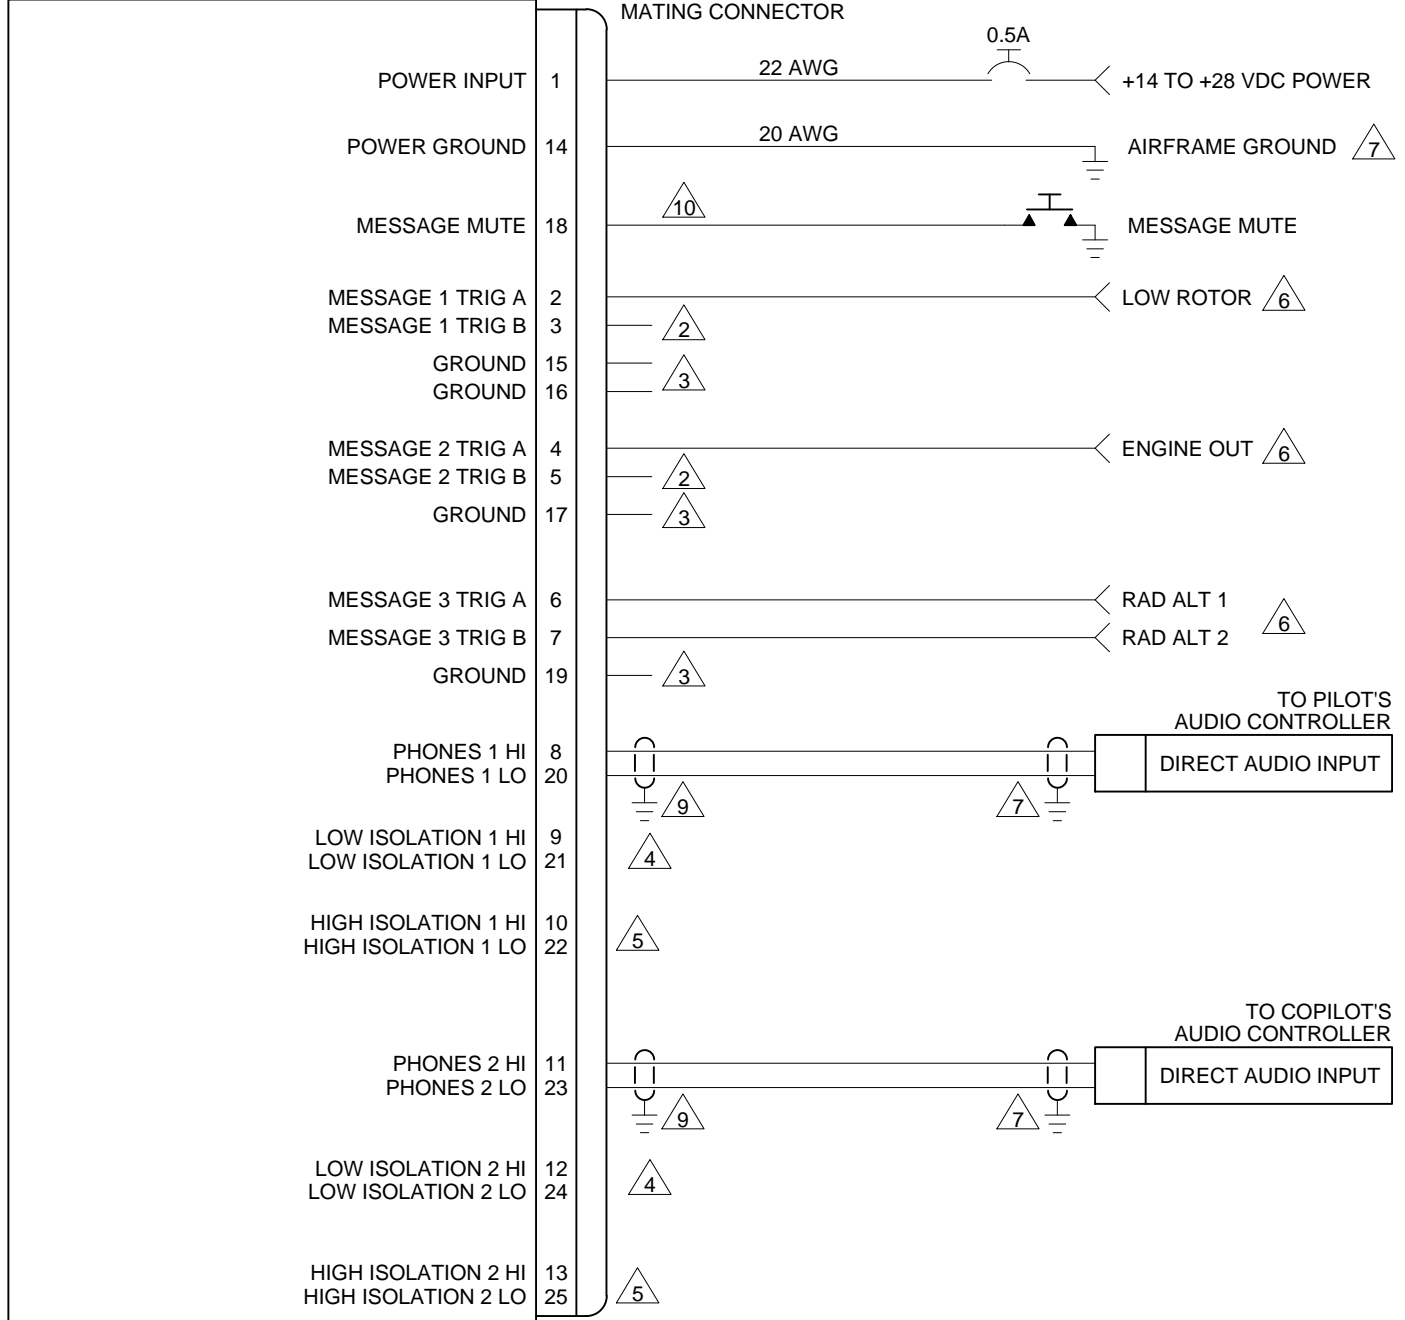 MATING CONNECTOR
0.5A
POWER INPUT 1 22 AWG +14 TO +28 VDC POWER
POWER GROUND 14 20 AWG AIRFRAME GROUND 7
MESSAGE MUTE 18 10 MESSAGE MUTE
MESSAGE 1 TRIG A 2 LOW ROTOR 6
MESSAGE 1 TRIG B 3 2
GROUND 15
3
GROUND 16
MESSAGE 2 TRIG A 4 ENGINE OUT 6
MESSAGE 2 TRIG B 5 2
GROUND 17 3
MESSAGE 3 TRIG A 6 RAD ALT 1
6
MESSAGE 3 TRIG B 7 RAD ALT 2
GROUND 19 3
TO PILOT'S
AUDIO CONTROLLER
PHONES 1 HI 8
DIRECT AUDIO INPUT
PHONES 1 LO 20
9 7
LOW ISOLATION 1 HI 9
LOW ISOLATION 1 LO 21 4
HIGH ISOLATION 1 HI 10
HIGH ISOLATION 1 LO 22 5
TO COPILOT'S
AUDIO CONTROLLER
PHONES 2 HI 11
DIRECT AUDIO INPUT
PHONES 2 LO 23
9 7
LOW ISOLATION 2 HI 12
LOW ISOLATION 2 LO 24 4
HIGH ISOLATION 2 HI 13
HIGH ISOLATION 2 LO 25 5